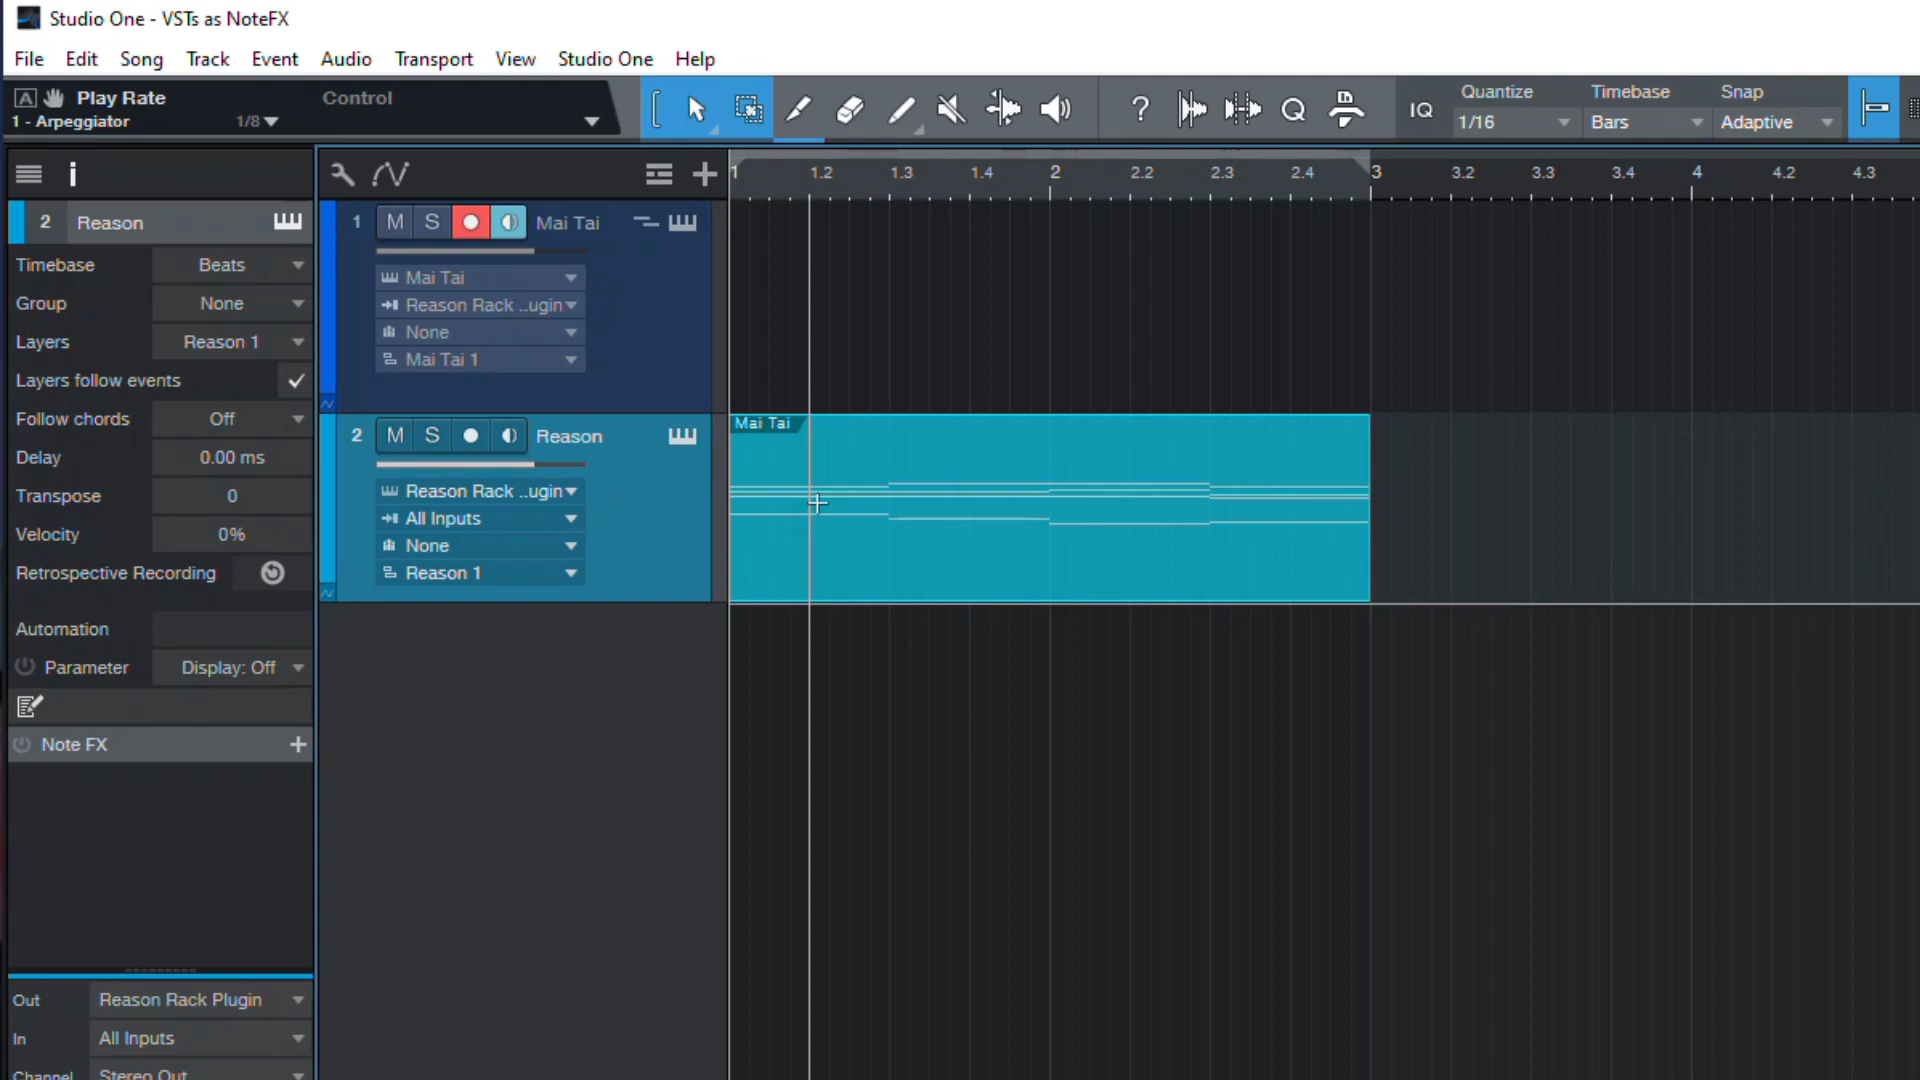 Studio One - VSTs as NoteFX
File Edit Song Track Event Audio Transport View Studio One Help
A Play Rate Control
1 - Arpeggiator 1/8
? Q IQ
Quantize Timebase Snap
1/16 Bars Adaptive
i
1 1.2 1.3 1.4 2 2.2 2.3 2.4 3 3.2 3.3 3.4 4 4.2 4.3
2 Reason
Timebase Beats
Group None
Layers Reason 1
Layers follow events
Follow chords Off
Delay 0.00 ms
Transpose 0
Velocity 0%
Retrospective Recording
Automation
Parameter Display: Off
Note FX +
Out Reason Rack Plugin
In All Inputs
Channel Stereo Out
1 M S Mai Tai
Mai Tai
Reason Rack ..ugin
None
Mai Tai 1
2 M S Reason
Reason Rack ..ugin
All Inputs
None
Reason 1
Mai Tai